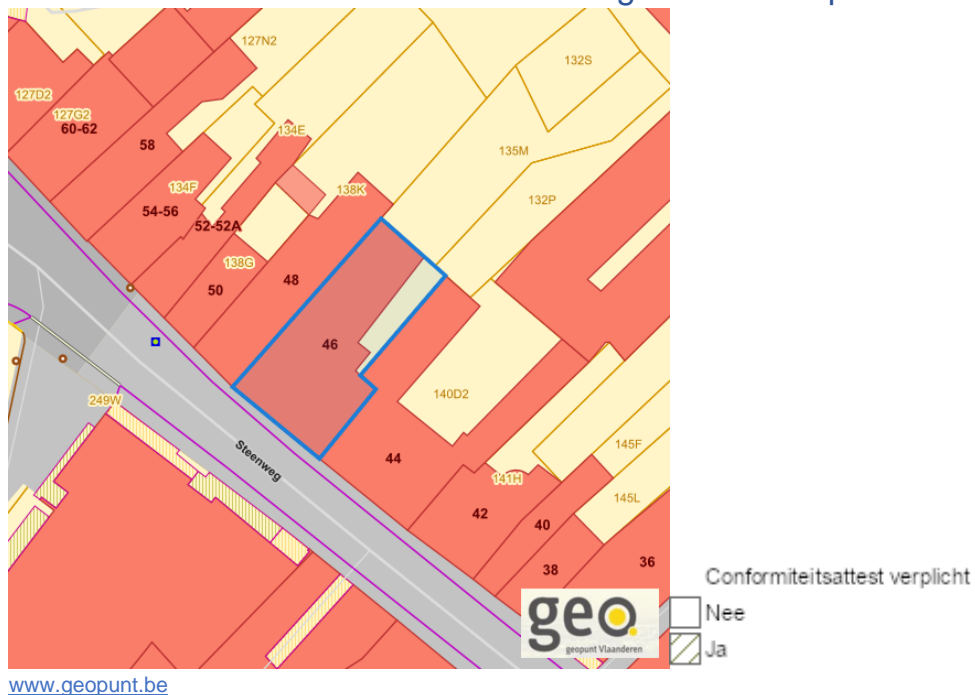 127N2
132S
127D2
127G2
60-62
134E
58
135M
134F
138K
132P
54-56
52-52A
138G
48
50
46
140D2
249W
Steenweg
44
145F
141H
145L
42
40
38
36
geo.
geopunt Vlaanderen
Conformiteitsattest verplicht
Nee
Ja
www.geopunt.be